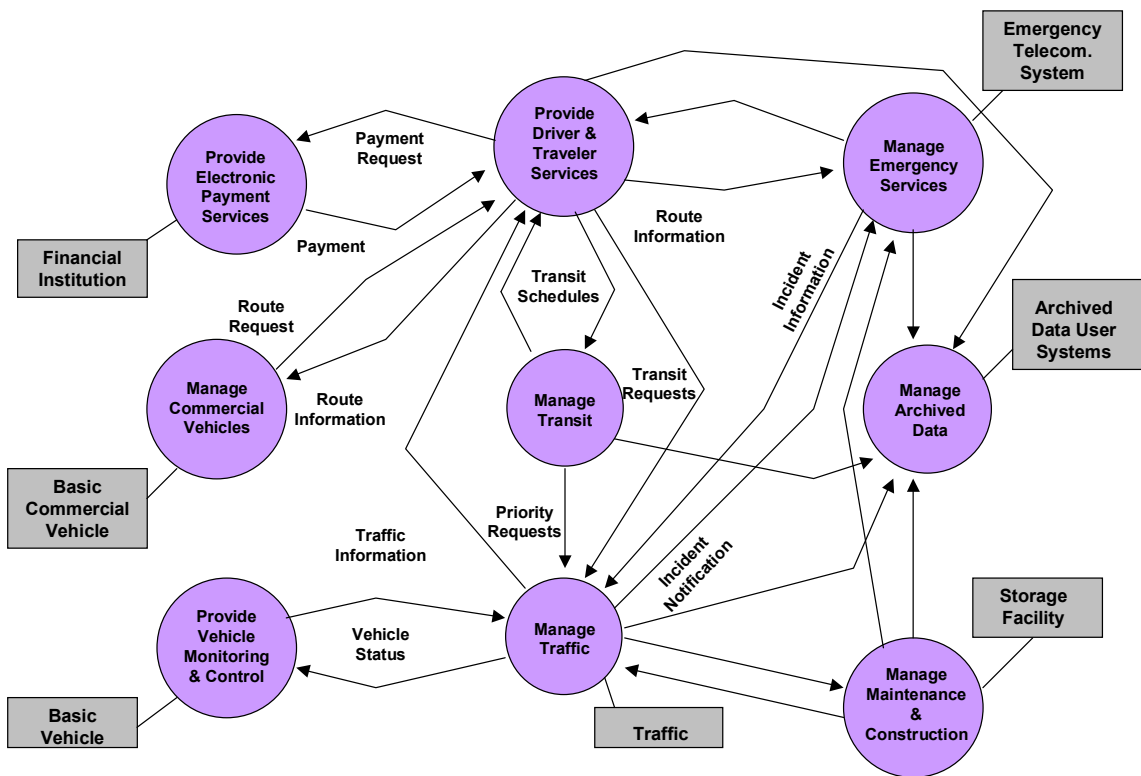 Emergency
Telecom.
System
Provide
Driver &
Traveler
Services
Payment
Request
Manage
Emergency
Services
Provide
Electronic
Payment
Services
Route
Information
Payment
Financial
Institution
Transit
Schedules
Incident
Information
Route
Request
Archived
Data User
Systems
Manage
Commercial
Vehicles
Route
Information
Manage
Transit
Transit
Requests
Manage
Archived
Data
Basic
Commercial
Vehicle
Priority
Requests
Traffic
Information
Incident
Notification
Provide
Vehicle
Monitoring
& Control
Vehicle
Status
Manage
Traffic
Storage
Facility
Manage
Maintenance
&
Construction
Basic
Vehicle
Traffic